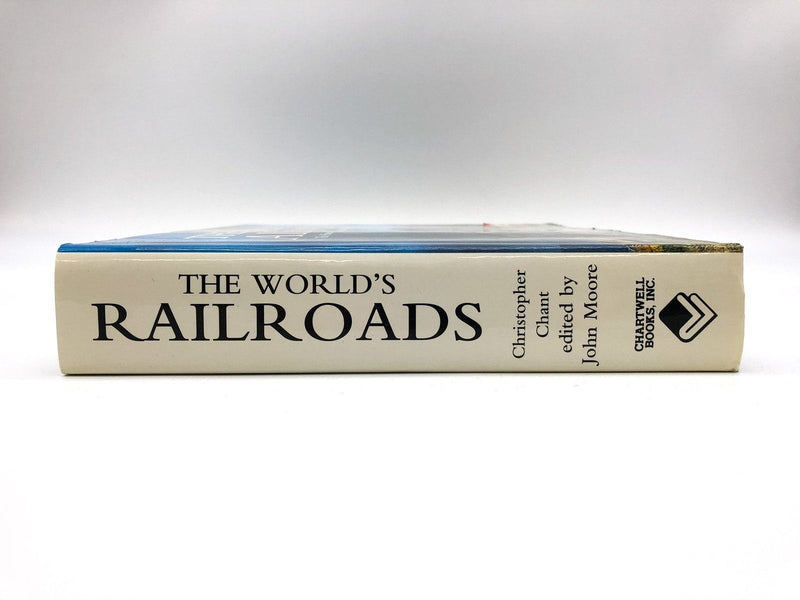 THE WORLD'S
RAILROADS
Christopher
Chant
edited by
John Moore
CHARTWELL
BOOKS, INC.